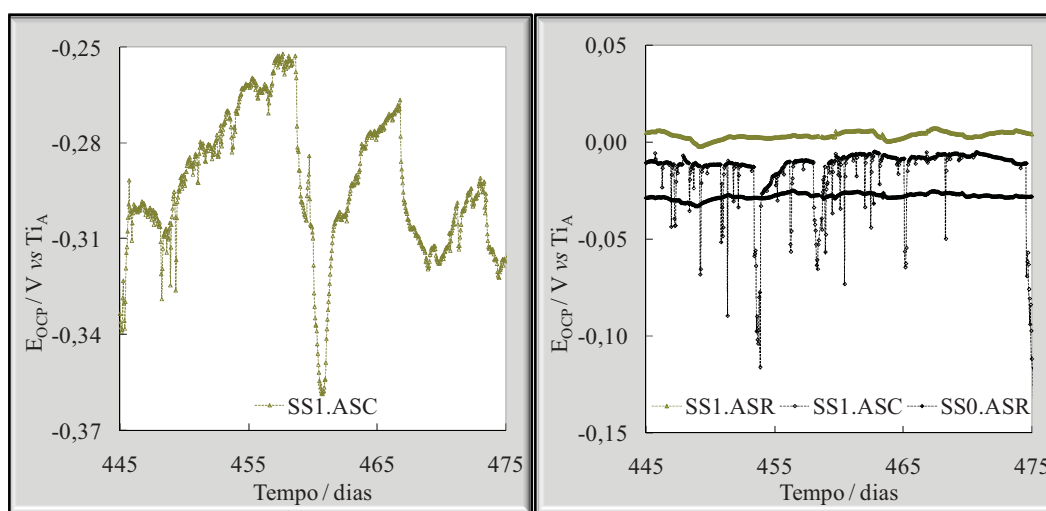 -0,25
-0,28
-0,31
-0,34
-0,37
E_OCP / V vs Ti_A
SS1.ASC
445 455 465 475
Tempo / dias
0,05
0,00
-0,05
-0,10
-0,15
E_OCP / V vs Ti_A
SS1.ASR SS1.ASC SS0.ASR
445 455 465 475
Tempo / dias